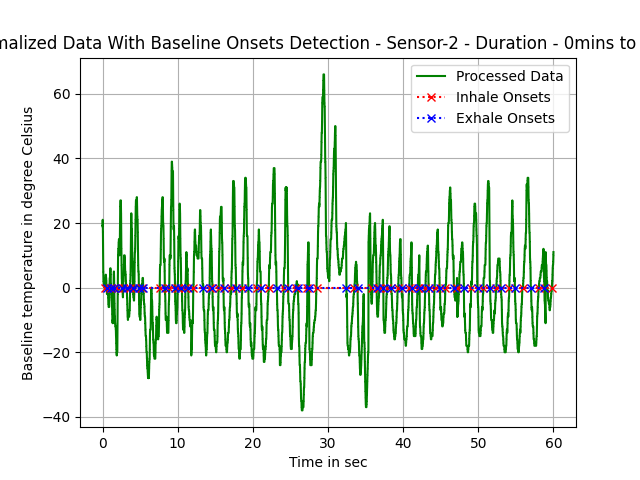 malized Data With Baseline Onsets Detection - Sensor-2 - Duration - 0mins to
Processed Data
Inhale Onsets
Exhale Onsets
Baseline temperature in degree Celsius
60
40
20
0
−20
−40
0 10 20 30 40 50 60
Time in sec